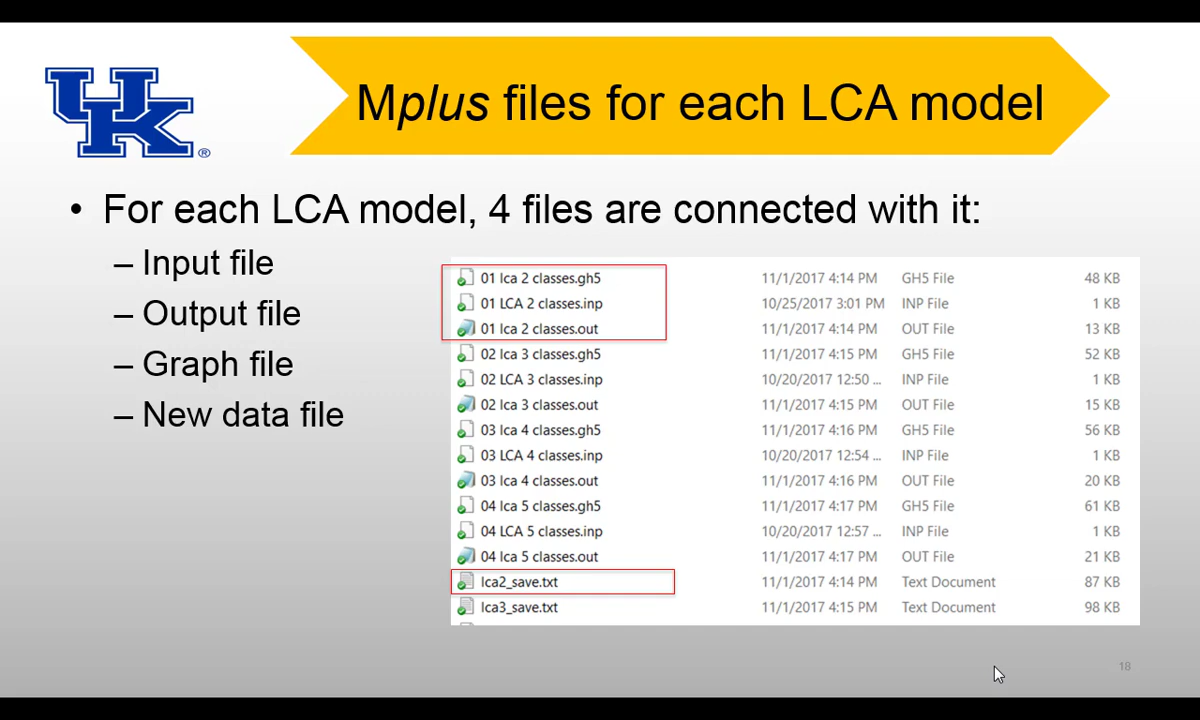 UK ®
Mplus files for each LCA model
• For each LCA model, 4 files are connected with it:
– Input file
– Output file
– Graph file
– New data file
01 lca 2 classes.gh5 11/1/2017 4:14 PM GH5 File 48 KB
01 LCA 2 classes.inp 10/25/2017 3:01 PM INP File 1 KB
01 lca 2 classes.out 11/1/2017 4:14 PM OUT File 13 KB
02 lca 3 classes.gh5 11/1/2017 4:15 PM GH5 File 52 KB
02 LCA 3 classes.inp 10/20/2017 12:50 ... INP File 1 KB
02 lca 3 classes.out 11/1/2017 4:15 PM OUT File 15 KB
03 lca 4 classes.gh5 11/1/2017 4:16 PM GH5 File 56 KB
03 LCA 4 classes.inp 10/20/2017 12:54 ... INP File 1 KB
03 lca 4 classes.out 11/1/2017 4:16 PM OUT File 20 KB
04 lca 5 classes.gh5 11/1/2017 4:17 PM GH5 File 61 KB
04 LCA 5 classes.inp 10/20/2017 12:57 ... INP File 1 KB
04 lca 5 classes.out 11/1/2017 4:17 PM OUT File 21 KB
lca2_save.txt 11/1/2017 4:14 PM Text Document 87 KB
lca3_save.txt 11/1/2017 4:15 PM Text Document 98 KB
18